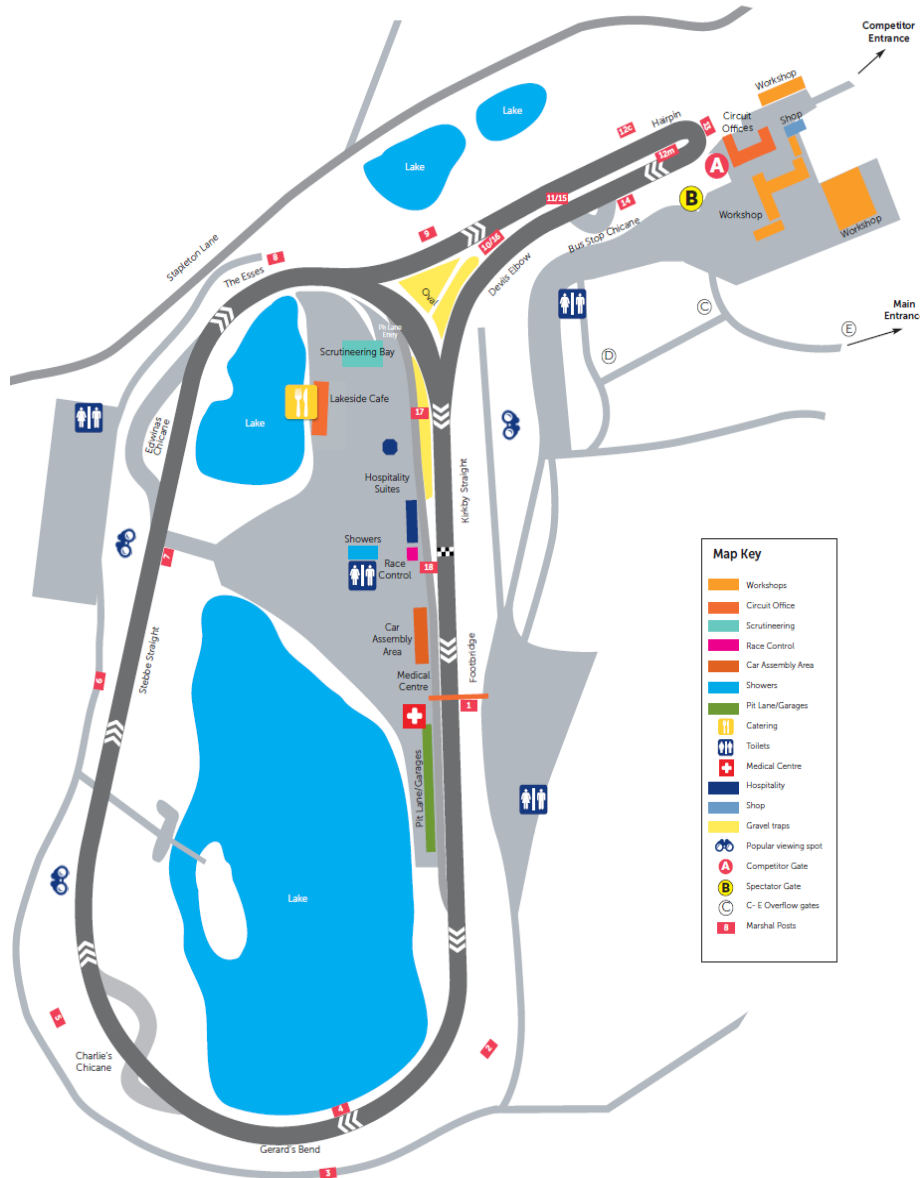 Competitor
Entrance
Workshop
Shop
Circuit
Offices
Lake
Hairpin
12c
13
12m
A
Lake
11/15
14
B
Workshop
Workshop
Stapleton Lane
9
10/16
Bus Stop Chicane
Devils Elbow
8
The Esses
Oval
Main
Entrance
C
E
D
Pit Lane
Entry
Scrutineering Bay
Lakeside Cafe
17
Lake
Edwinas
Chicane
Hospitality
Suites
Kirkby Straight
Showers
Race
Control
18
7
Car
Assembly
Area
Stebbe Straight
Footbridge
Medical
Centre
6
1
Pit Lane/Garages
Lake
5
2
Charlie's
Chicane
4
Gerard's Bend
3
Map Key
Workshops
Circuit Office
Scrutineering
Race Control
Car Assembly Area
Showers
Pit Lane/Garages
Catering
Toilets
Medical Centre
Hospitality
Shop
Gravel traps
Popular viewing spot
A Competitor Gate
B Spectator Gate
C C- E Overflow gates
8 Marshal Posts